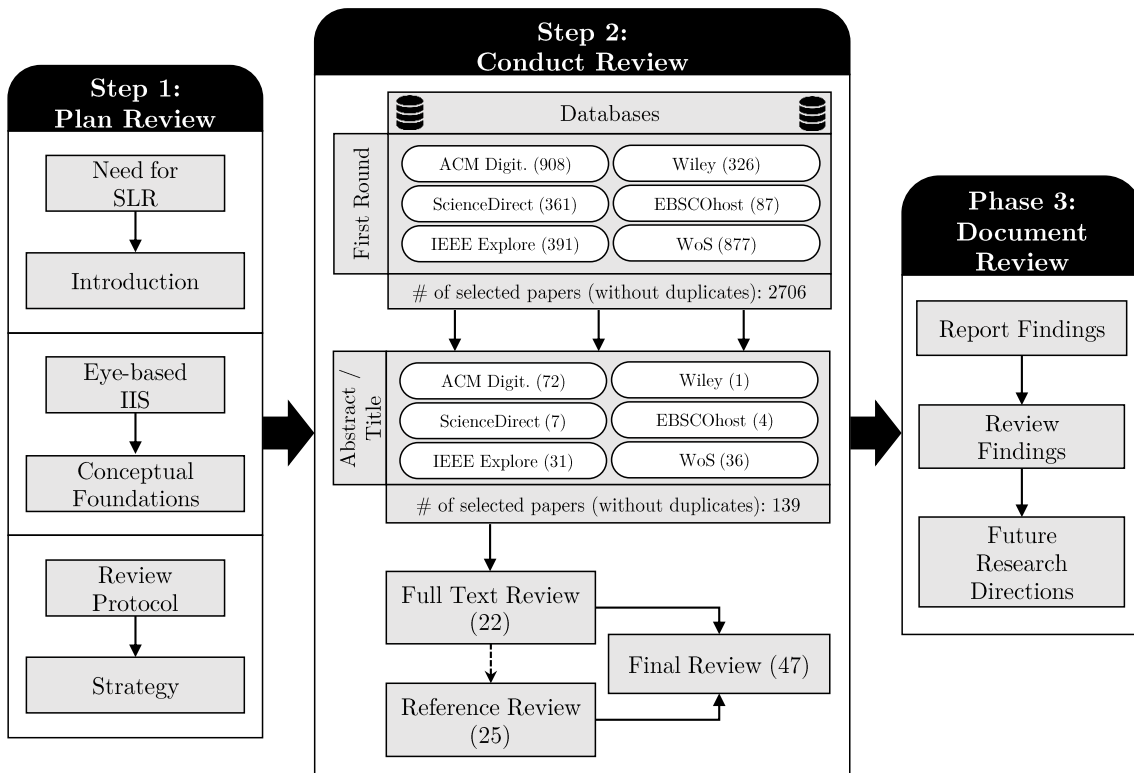 Step 1:
Plan Review
Need for
SLR
Introduction
Eye-based
IIS
Conceptual
Foundations
Review
Protocol
Strategy
Step 2:
Conduct Review
Databases
First Round
ACM Digit. (908)
Wiley (326)
ScienceDirect (361)
EBSCOhost (87)
IEEE Explore (391)
WoS (877)
# of selected papers (without duplicates): 2706
Abstract /
Title
ACM Digit. (72)
Wiley (1)
ScienceDirect (7)
EBSCOhost (4)
IEEE Explore (31)
WoS (36)
# of selected papers (without duplicates): 139
Full Text Review
(22)
Final Review (47)
Reference Review
(25)
Phase 3:
Document
Review
Report Findings
Review
Findings
Future
Research
Directions